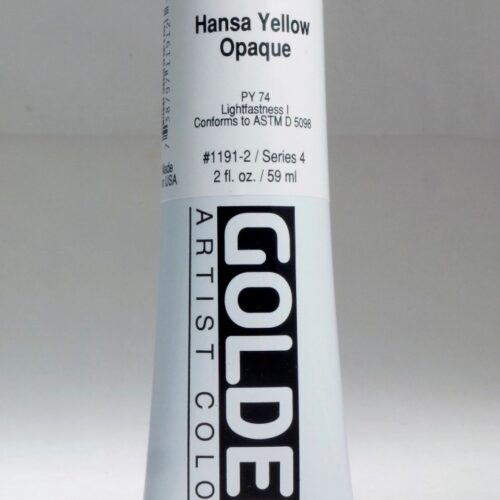 Hansa Yellow
Opaque
PY 74
Lightfastness I
Conforms to ASTM D 5098
#1191-2 / Series 4
2 fl. oz. / 59 ml
Made
in USA
GOLDE
ARTIST COLO